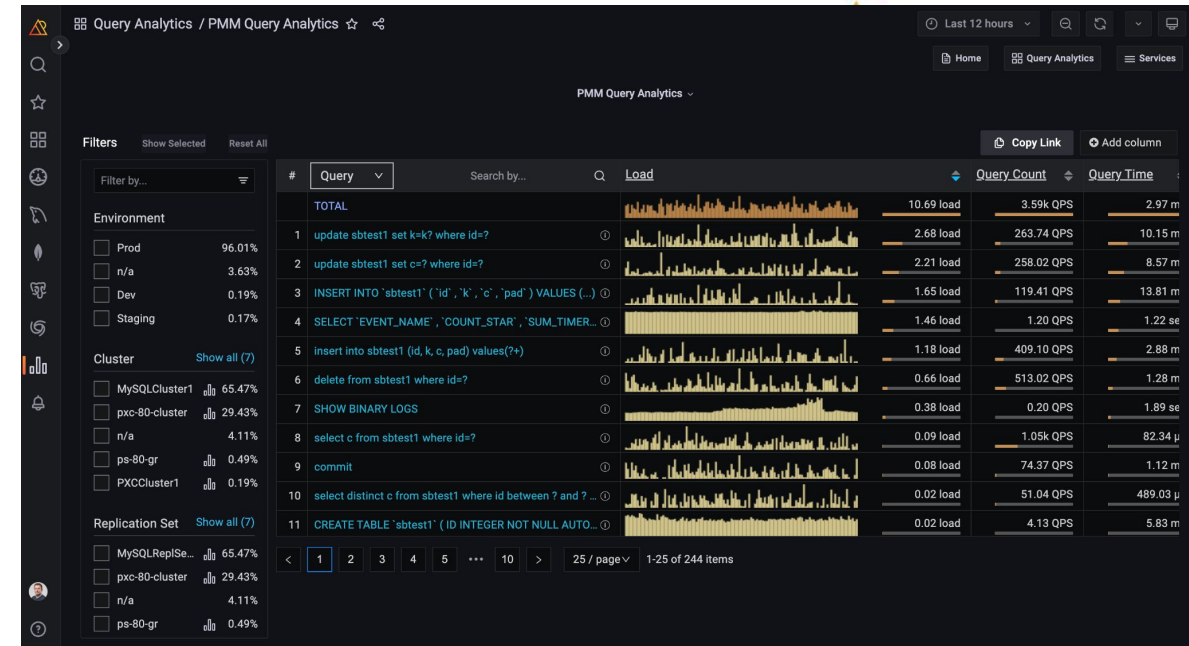 Query Analytics / PMM Query Analytics
Last 12 hours
Home
Query Analytics
Services
PMM Query Analytics
Filters Show Selected Reset All
Copy Link
Add column
Filter by...
Environment
Prod 96.01%
n/a 3.63%
Dev 0.19%
Staging 0.17%
Cluster Show all (7)
MySQLCluster1 65.47%
pxc-80-cluster 29.43%
n/a 4.11%
ps-80-gr 0.49%
PXCCluster1 0.19%
Replication Set Show all (7)
MySQLReplSe... 65.47%
pxc-80-cluster 29.43%
n/a 4.11%
ps-80-gr 0.49%
# Query Search by... Load Query Count Query Time
TOTAL 10.69 load 3.59k QPS 2.97 m
1 update sbtest1 set k=k? where id=? 2.68 load 263.74 QPS 10.15 m
2 update sbtest1 set c=? where id=? 2.21 load 258.02 QPS 8.57 m
3 INSERT INTO `sbtest1` ( `id` , `k` , `c` , `pad` ) VALUES (...) 1.65 load 119.41 QPS 13.81 m
4 SELECT `EVENT_NAME` , `COUNT_STAR` , `SUM_TIMER... 1.46 load 1.20 QPS 1.22 se
5 insert into sbtest1 (id, k, c, pad) values(?+) 1.18 load 409.10 QPS 2.88 m
6 delete from sbtest1 where id=? 0.66 load 513.02 QPS 1.28 m
7 SHOW BINARY LOGS 0.38 load 0.20 QPS 1.89 se
8 select c from sbtest1 where id=? 0.09 load 1.05k QPS 82.34 µ
9 commit 0.08 load 74.37 QPS 1.12 m
10 select distinct c from sbtest1 where id between ? and ? ... 0.02 load 51.04 QPS 489.03 µ
11 CREATE TABLE `sbtest1` ( ID INTEGER NOT NULL AUTO... 0.02 load 4.13 QPS 5.83 m
< 1 2 3 4 5 ••• 10 > 25 / page 1-25 of 244 items